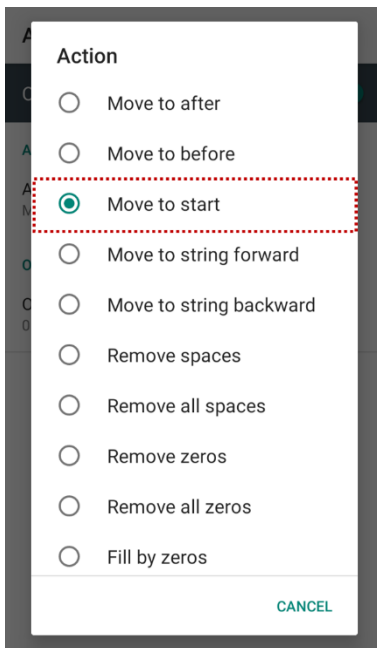 Action
Move to after
Move to before
Move to start
Move to string forward
Move to string backward
Remove spaces
Remove all spaces
Remove zeros
Remove all zeros
Fill by zeros
CANCEL